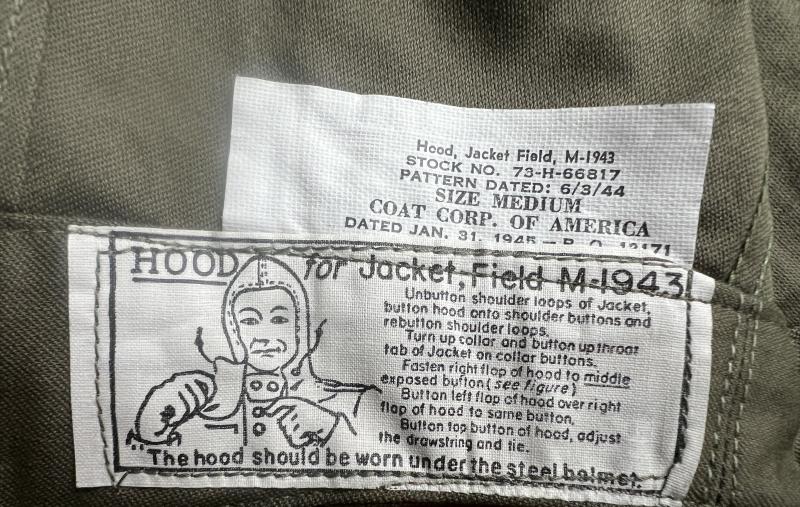 Hood, Jacket Field, M-1943
STOCK NO. 73-H-66817
PATTERN DATED: 6/3/44
SIZE MEDIUM
COAT CORP. OF AMERICA
DATED JAN. 31. 1945 — P. O. 12171
HOOD for Jacket, Field M-1943
Unbutton shoulder loops of Jacket,
button hood onto shoulder buttons and
rebutton shoulder loops.
Turn up collar and button up throat
tab of Jacket on collar buttons.
Fasten right flap of hood to middle
exposed button (see figure)
Button left flap of hood over right
flap of hood to same button.
Button top button of hood, adjust
the drawstring and tie.
"The hood should be worn under the steel helmet.